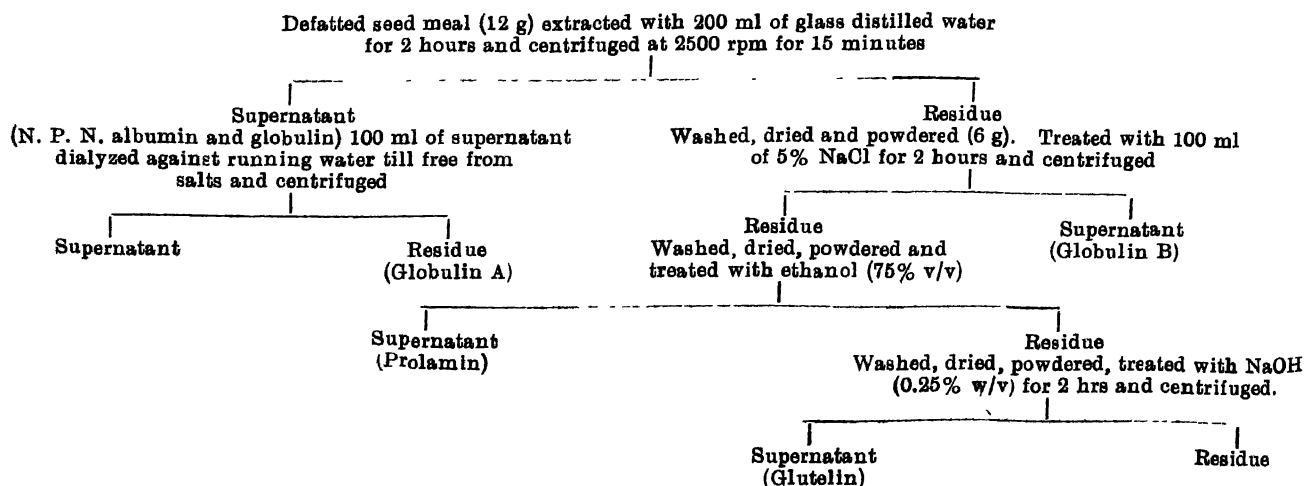 Defatted seed meal (12 g) extracted with 200 ml of glass distilled water
for 2 hours and centrifuged at 2500 rpm for 15 minutes
Supernatant
(N. P. N. albumin and globulin) 100 ml of supernatant
dialyzed against running water till free from
salts and centrifuged
Residue
Washed, dried and powdered (6 g). Treated with 100 ml
of 5% NaCl for 2 hours and centrifuged
Supernatant
Residue
(Globulin A)
Residue
Washed, dried, powdered and
treated with ethanol (75% v/v)
Supernatant
(Globulin B)
Supernatant
(Prolamin)
Residue
Washed, dried, powdered, treated with NaOH
(0.25% w/v) for 2 hrs and centrifuged.
Supernatant
(Glutelin)
Residue